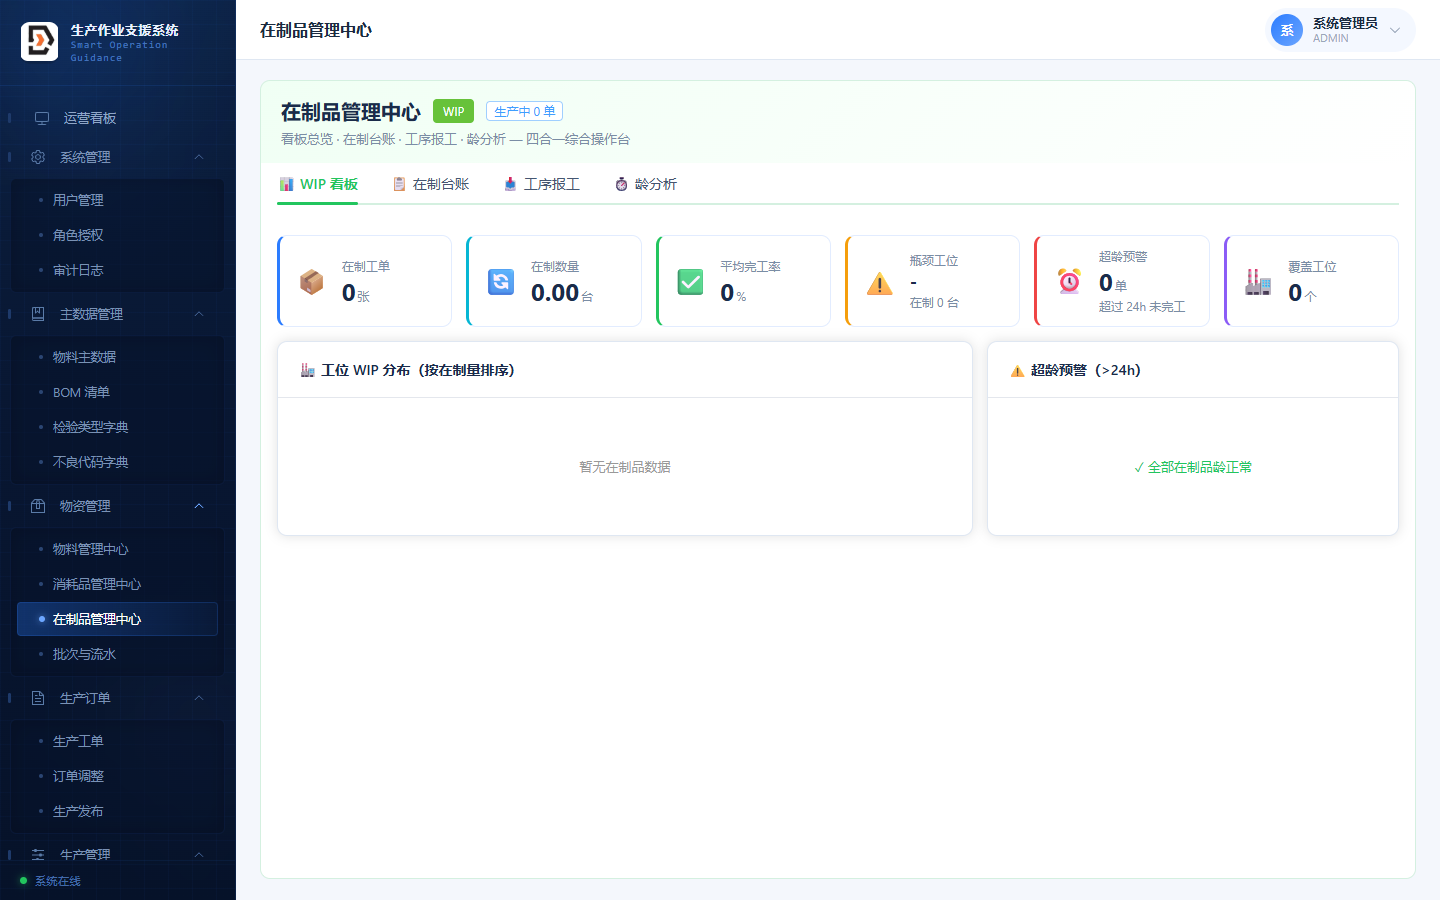 生产作业支援系统
Smart Operation
Guidance
运营看板
系统管理
用户管理
角色授权
审计日志
主数据管理
物料主数据
BOM 清单
检验类型字典
不良代码字典
物资管理
物料管理中心
消耗品管理中心
在制品管理中心
批次与流水
生产订单
生产工单
订单调整
生产发布
生产管理
系统在线
在制品管理中心
系
系统管理员
ADMIN
在制品管理中心 WIP 生产中 0 单
看板总览 · 在制台账 · 工序报工 · 龄分析 — 四合一综合操作台
WIP 看板 在制台账 工序报工 龄分析
在制工单
0 张
在制数量
0.00 台
平均完工率
0 %
瓶颈工位
-
在制 0 台
超龄预警
0 单
超过 24h 未完工
覆盖工位
0 个
工位 WIP 分布（按在制量排序）
暂无在制品数据
超龄预警（>24h）
✓ 全部在制品龄正常